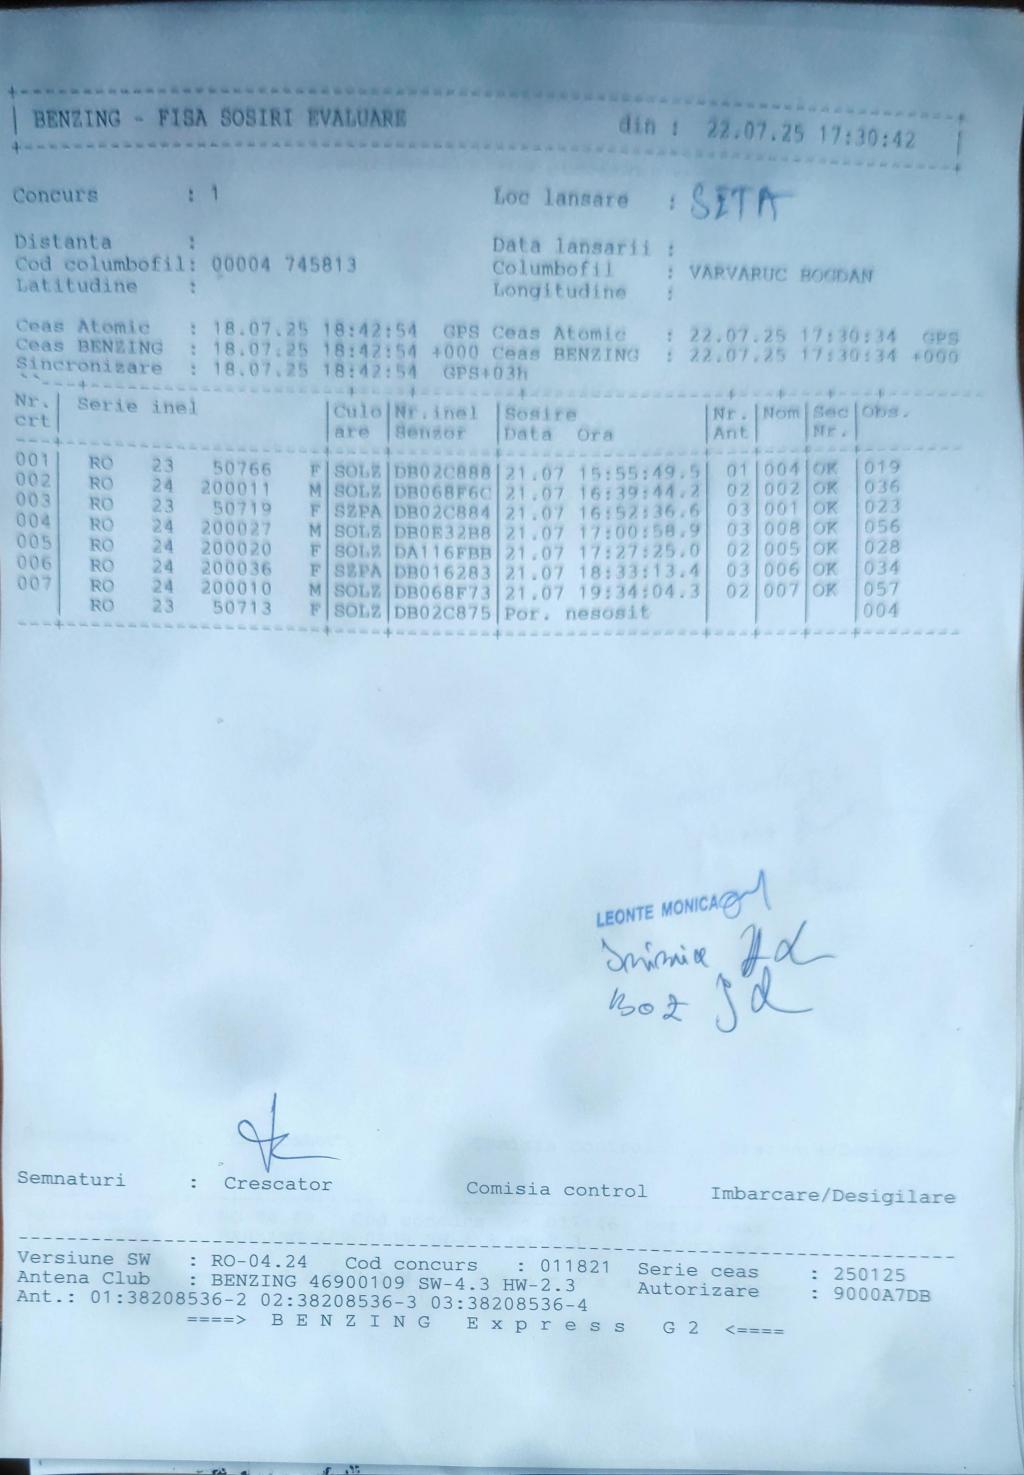 BENZING - FISA SOSIRI EVALUARE din : 22.07.25 17:30:42
Concurs : 1 Loc lansare : SITA
Distanta : Data lansarii :
Cod columbofil: 00004 745813 Columbofil : VARVARUC BOGDAN
Latitudine : Longitudine :
Ceas Atomic : 18.07.25 18:42:54 GPS Ceas Atomic : 22.07.25 17:30:34 GPS
Ceas BENZING : 18.07.25 18:42:54 +000 Ceas BENZING : 22.07.25 17:30:34 +000
Sincronizare : 18.07.25 18:42:54 GPS+03h
Nr. Serie inel Culo Nr.inel Sosire Nr. Nom Sec Obs.
crt are Senzor Data Ora Ant Nr.
001 RO 23 50766 F SOLZ DB02C888 21.07 15:55:49.5 01 004 OK 019
002 RO 24 200011 M SOLZ DB068F6C 21.07 16:39:44.2 02 002 OK 036
003 RO 23 50719 F SZPA DB02C884 21.07 16:52:36.6 03 001 OK 023
004 RO 24 200027 M SOLZ DB0E32B8 21.07 17:00:58.9 03 008 OK 056
005 RO 24 200020 F SOLZ DA116FBB 21.07 17:27:25.0 02 005 OK 028
006 RO 24 200036 F SZPA DB016283 21.07 18:33:13.4 03 006 OK 034
007 RO 24 200010 M SOLZ DB068F73 21.07 19:34:04.3 02 007 OK 057
RO 23 50713 F SOLZ DB02C875 Por. nesosit 004
LEONTE MONICA
Semnaturi : Crescator Comisia control Imbarcare/Desigilare
Versiune SW : RO-04.24 Cod concurs : 011821 Serie ceas : 250125
Antena Club : BENZING 46900109 SW-4.3 HW-2.3 Autorizare : 9000A7DB
Ant.: 01:38208536-2 02:38208536-3 03:38208536-4
====> B E N Z I N G E x p r e s s G 2 <====